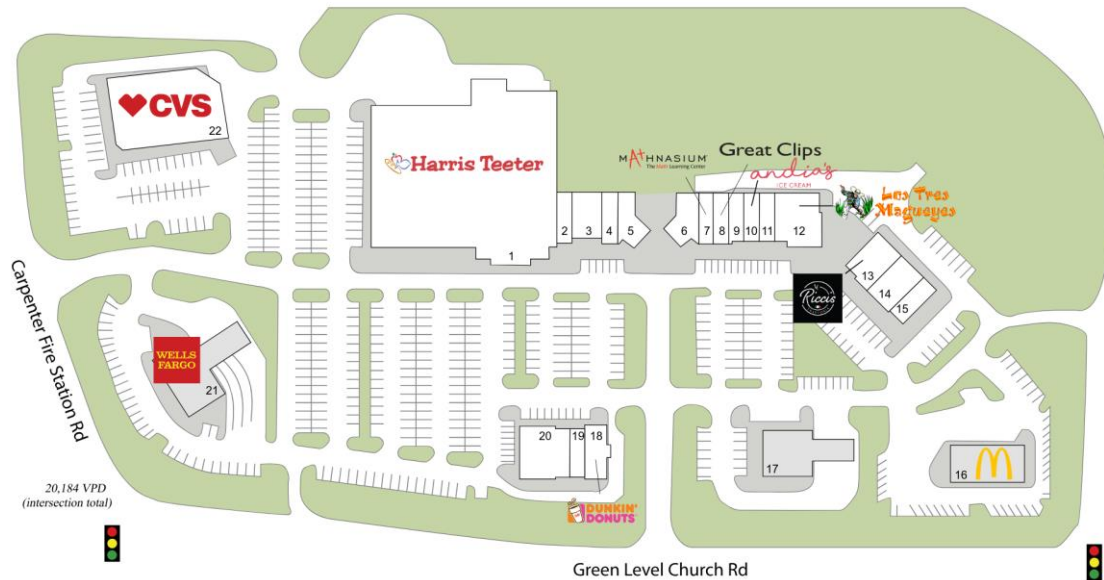 CVS
22
Harris Teeter
1
2
3
4
5
MATHNASIUM
The Math Learning Center
Great Clips
andia's
ICE CREAM
Los Tres
Magueyes
6
7
8
9
10
11
12
13
14
15
Riccis
Carpenter Fire Station Rd
WELLS
FARGO
21
20
19
18
17
16
DUNKIN'
DONUTS
20,184 VPD
(intersection total)
Green Level Church Rd